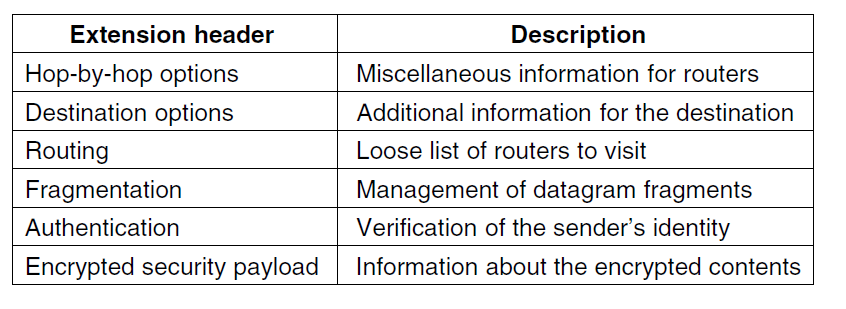 Extension header Description
Hop-by-hop options Miscellaneous information for routers
Destination options Additional information for the destination
Routing Loose list of routers to visit
Fragmentation Management of datagram fragments
Authentication Verification of the sender’s identity
Encrypted security payload Information about the encrypted contents